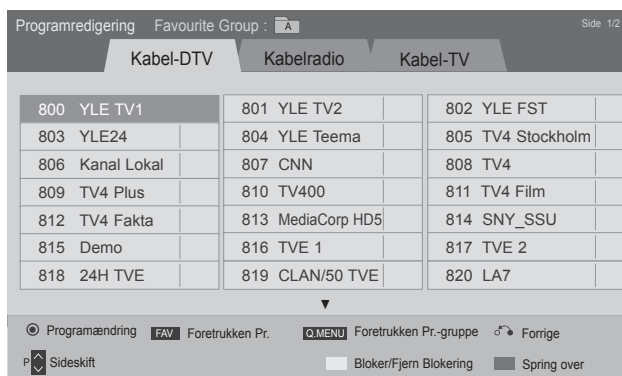 Programredigering Favourite Group : A Side 1/2
Kabel-DTV Kabelradio Kabel-TV
800 YLE TV1 801 YLE TV2 802 YLE FST
803 YLE24 804 YLE Teema 805 TV4 Stockholm
806 Kanal Lokal 807 CNN 808 TV4
809 TV4 Plus 810 TV400 811 TV4 Film
812 TV4 Fakta 813 MediaCorp HD5 814 SNY_SSU
815 Demo 816 TVE 1 817 TVE 2
818 24H TVE 819 CLAN/50 TVE 820 LA7
Programændring FAV Foretrukken Pr. Q.MENU Foretrukken Pr.-gruppe Forrige
P Sideskift Bloker/Fjern Blokering Spring over